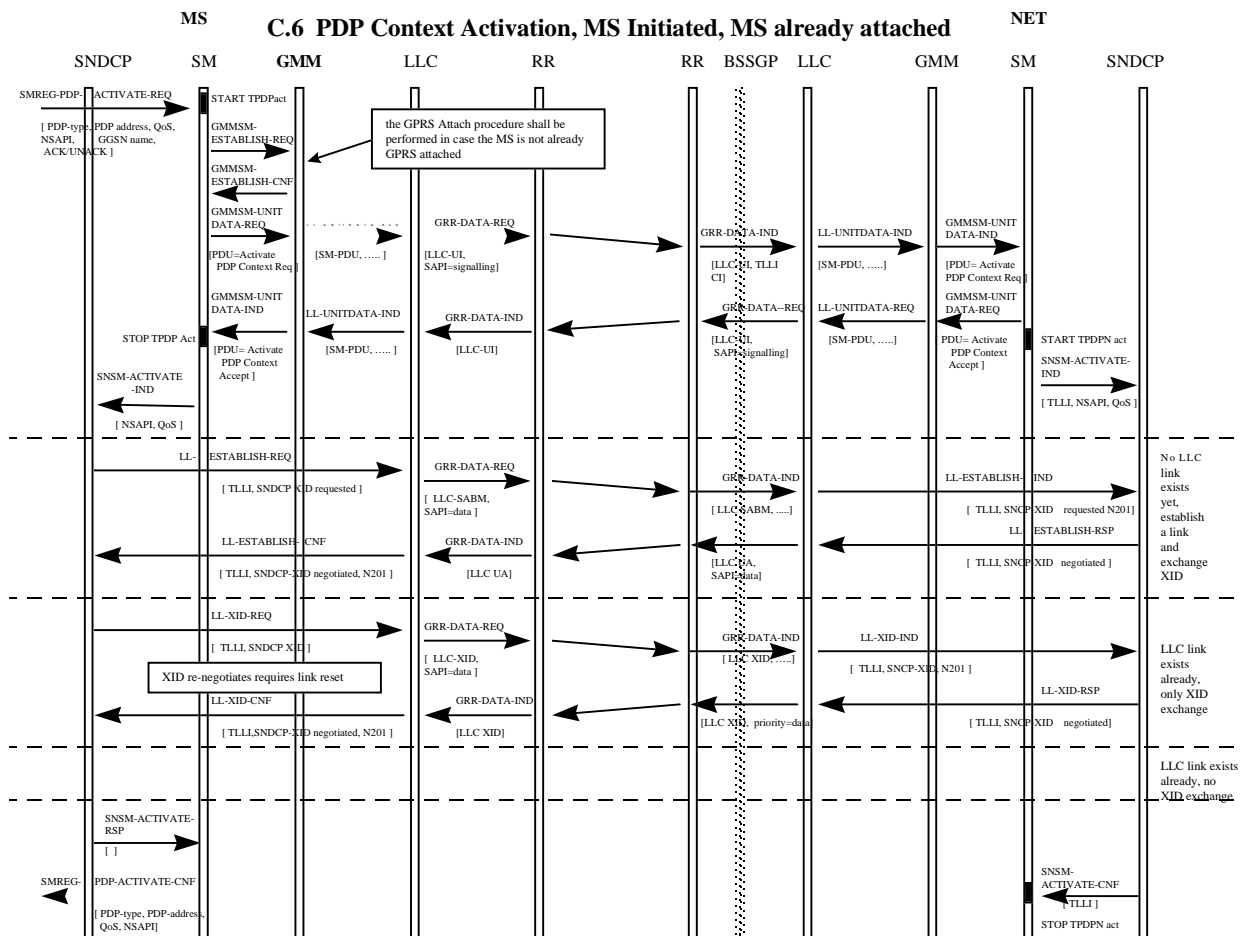 MS
NET
C.6 PDP Context Activation, MS Initiated, MS already attached
SNDCP SM GMM LLC RR RR BSSGP LLC GMM SM SNDCP
SMREG-PDP- ACTIVATE-REQ
START TPDPact
[ PDP-type, PDP address, QoS,
NSAPI, GGSN name,
ACK/UNACK ]
GMMSM-
ESTABLISH-REQ
the GPRS Attach procedure shall be
performed in case the MS is not already
GPRS attached
GMMSM-
ESTABLISH-CNF
GMMSM-UNIT
DATA-REQ
[PDU=Activate
PDP Context Req ]
[SM-PDU, ..... ]
GRR-DATA-REQ
[LLC-UI,
SAPI=signalling]
GRR-DATA-IND
[LLC-UI, TLLI
CI]
LL-UNITDATA-IND
[SM-PDU, .....]
GMMSM-UNIT
DATA-IND
[PDU= Activate
PDP Context Req ]
GMMSM-UNIT
DATA-IND
STOP TPDP Act
[PDU= Activate
PDP Context
Accept ]
LL-UNITDATA-IND
[SM-PDU, ..... ]
GRR-DATA-IND
[LLC-UI]
GRR-DATA--REQ
[LLC-UI,
SAPI=signalling]
LL-UNITDATA-REQ
[SM-PDU, .....]
GMMSM-UNIT
DATA-REQ
PDU= Activate
PDP Context
Accept ]
START TPDPN act
SNSM-ACTIVATE-
IND
[ TLLI, NSAPI, QoS ]
SNSM-ACTIVATE
-IND
[ NSAPI, QoS ]
LL- ESTABLISH-REQ
[ TLLI, SNDCP XID requested ]
GRR-DATA-REQ
[ LLC-SABM,
SAPI=data ]
GRR-DATA-IND
[ LLC SABM, .....]
LL-ESTABLISH- IND
[ TLLI, SNCP-XID requested N201]
No LLC
link
exists
yet,
establish
a link
and
exchange
XID
LL-ESTABLISH- CNF
[ TLLI, SNDCP-XID negotiated, N201 ]
GRR-DATA-IND
[LLC UA]
[LLC UA,
SAPI=data]
LL-ESTABLISH-RSP
[ TLLI, SNCP-XID negotiated ]
LL-XID-REQ
[ TLLI, SNDCP XID ]
GRR-DATA-REQ
[ LLC-XID,
SAPI=data ]
GRR-DATA-IND
[ LLC XID, .....]
LL-XID-IND
[ TLLI, SNCP-XID, N201 ]
LLC link
exists
already,
only XID
exchange
XID re-negotiates requires link reset
LL-XID-CNF
[ TLLI,SNDCP-XID negotiated, N201 ]
GRR-DATA-IND
[LLC XID]
[LLC XID, priority=data]
LL-XID-RSP
[ TLLI, SNCP-XID negotiated]
LLC link exists
already, no
XID exchange
SNSM-ACTIVATE-
RSP
[ ]
SMREG- PDP-ACTIVATE-CNF
[ PDP-type, PDP-address,
QoS, NSAPI]
SNSM-
ACTIVATE-CNF
[ TLLI ]
STOP TPDPN act